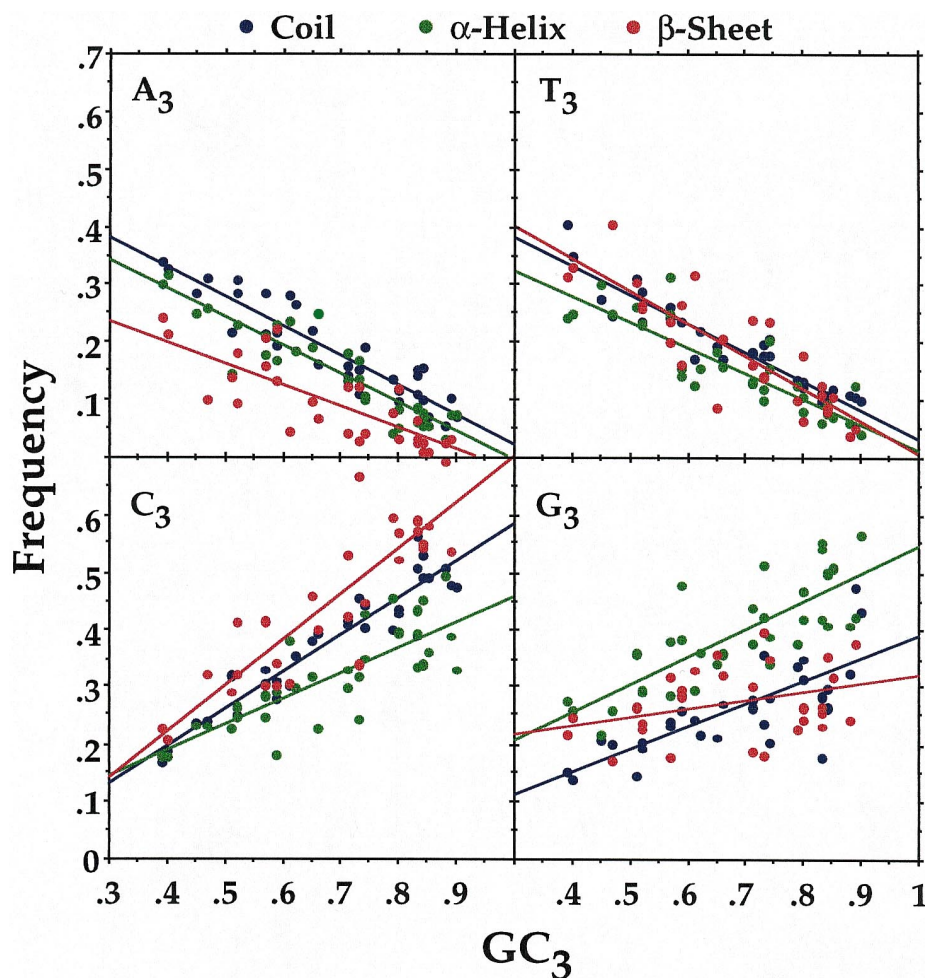 Coil α-Helix β-Sheet
.7
.6
.5
.4
.3
.2
.1
A₃
T₃
Frequency
C₃
G₃
.6
.5
.4
.3
.2
.1
0
.3 .4 .5 .6 .7 .8 .9 .4 .5 .6 .7 .8 .9 1
GC₃